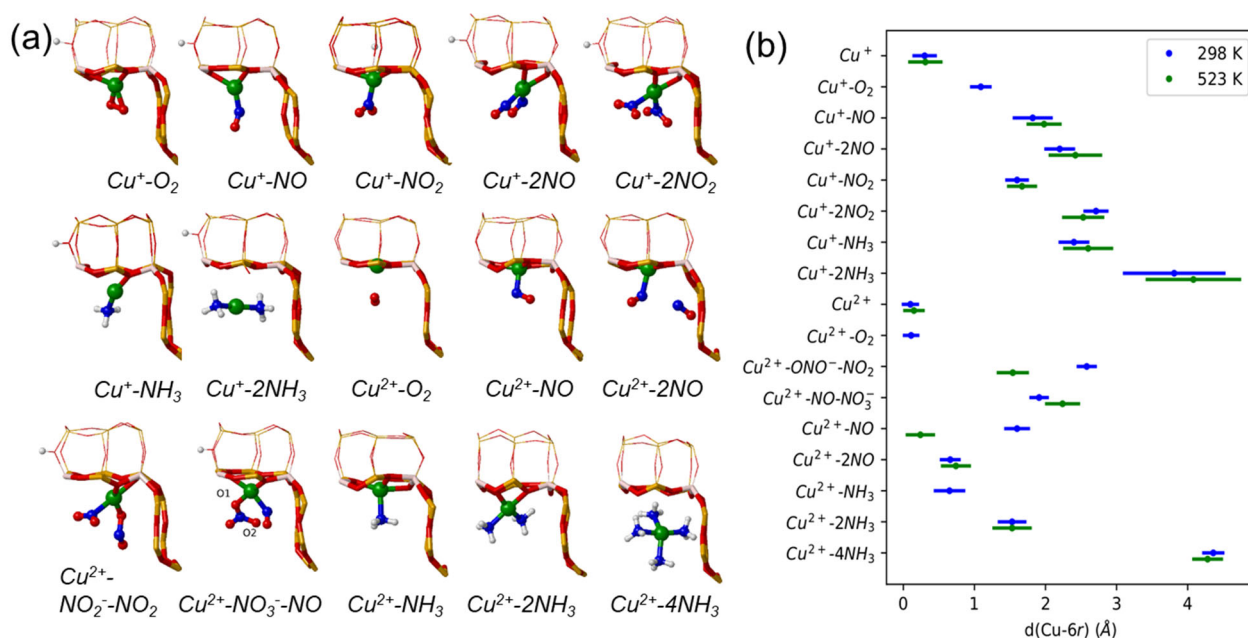 (a)
Cu⁺-O₂ Cu⁺-NO Cu⁺-NO₂ Cu⁺-2NO Cu⁺-2NO₂
Cu⁺-NH₃ Cu⁺-2NH₃ Cu²⁺-O₂ Cu²⁺-NO Cu²⁺-2NO
O1
O2
Cu²⁺-
NO₂⁻-NO₂ Cu²⁺-NO₃⁻-NO Cu²⁺-NH₃ Cu²⁺-2NH₃ Cu²⁺-4NH₃
(b)
298 K
523 K
Cu⁺
Cu⁺-O₂
Cu⁺-NO
Cu⁺-2NO
Cu⁺-NO₂
Cu⁺-2NO₂
Cu⁺-NH₃
Cu⁺-2NH₃
Cu²⁺
Cu²⁺-O₂
Cu²⁺-ONO⁻-NO₂
Cu²⁺-NO-NO₃⁻
Cu²⁺-NO
Cu²⁺-2NO
Cu²⁺-NH₃
Cu²⁺-2NH₃
Cu²⁺-4NH₃
0 1 2 3 4
d(Cu-6r) (Å)